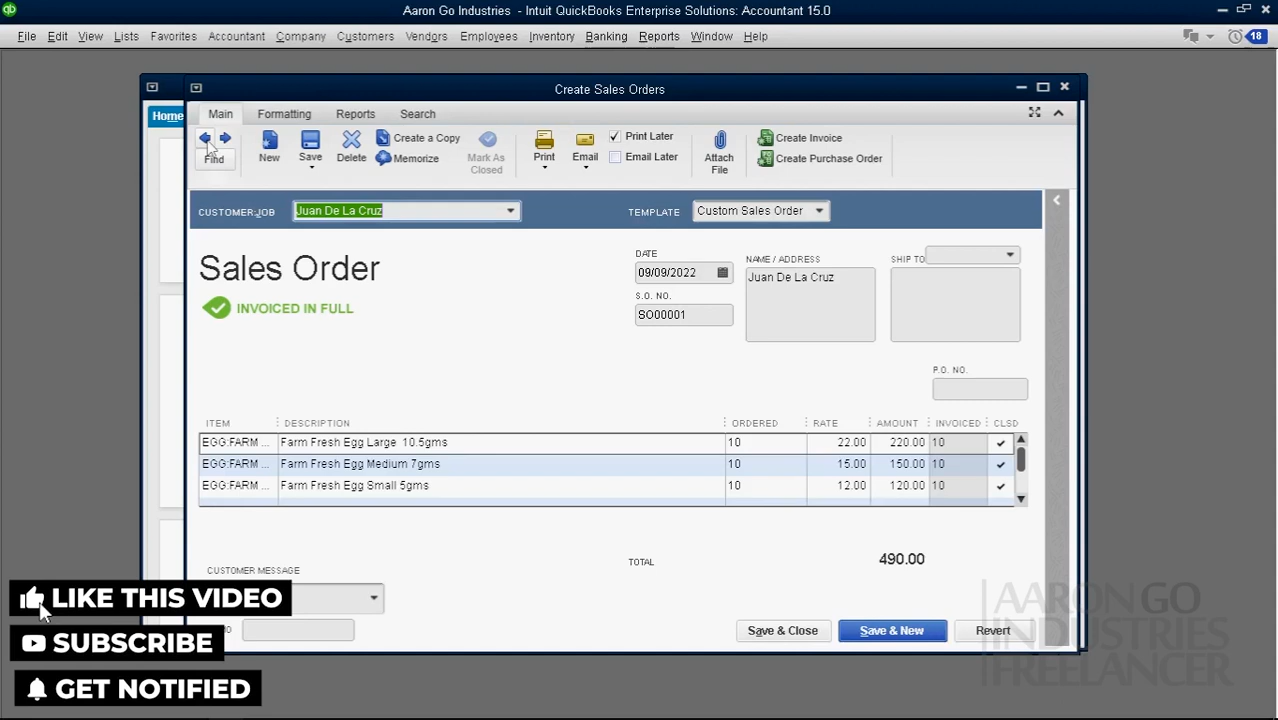 qb
Aaron Go Industries - Intuit QuickBooks Enterprise Solutions: Accountant 15.0
File Edit View Lists Favorites Accountant Company Customers Vendors Employees Inventory Banking Reports Window Help
18
Create Sales Orders
Home
Main Formatting Reports Search
Find
New
Save
Delete
Create a Copy
Memorize
Mark As
Closed
Print
Email
Print Later
Email Later
Attach
File
Create Invoice
Create Purchase Order
CUSTOMER:JOB Juan De La Cruz TEMPLATE Custom Sales Order
Sales Order
INVOICED IN FULL
DATE
09/09/2022
S.O. NO.
SO00001
NAME / ADDRESS
Juan De La Cruz
SHIP TO
P.O. NO.
ITEM DESCRIPTION ORDERED RATE AMOUNT INVOICED CLSD
EGG:FARM ... Farm Fresh Egg Large 10.5gms 10 22.00 220.00 10
EGG:FARM ... Farm Fresh Egg Medium 7gms 10 15.00 150.00 10
EGG:FARM ... Farm Fresh Egg Small 5gms 10 12.00 120.00 10
TOTAL 490.00
CUSTOMER MESSAGE
Save & Close Save & New Revert
LIKE THIS VIDEO
SUBSCRIBE
GET NOTIFIED
AARON GO
INDUSTRIES
FREELANCER